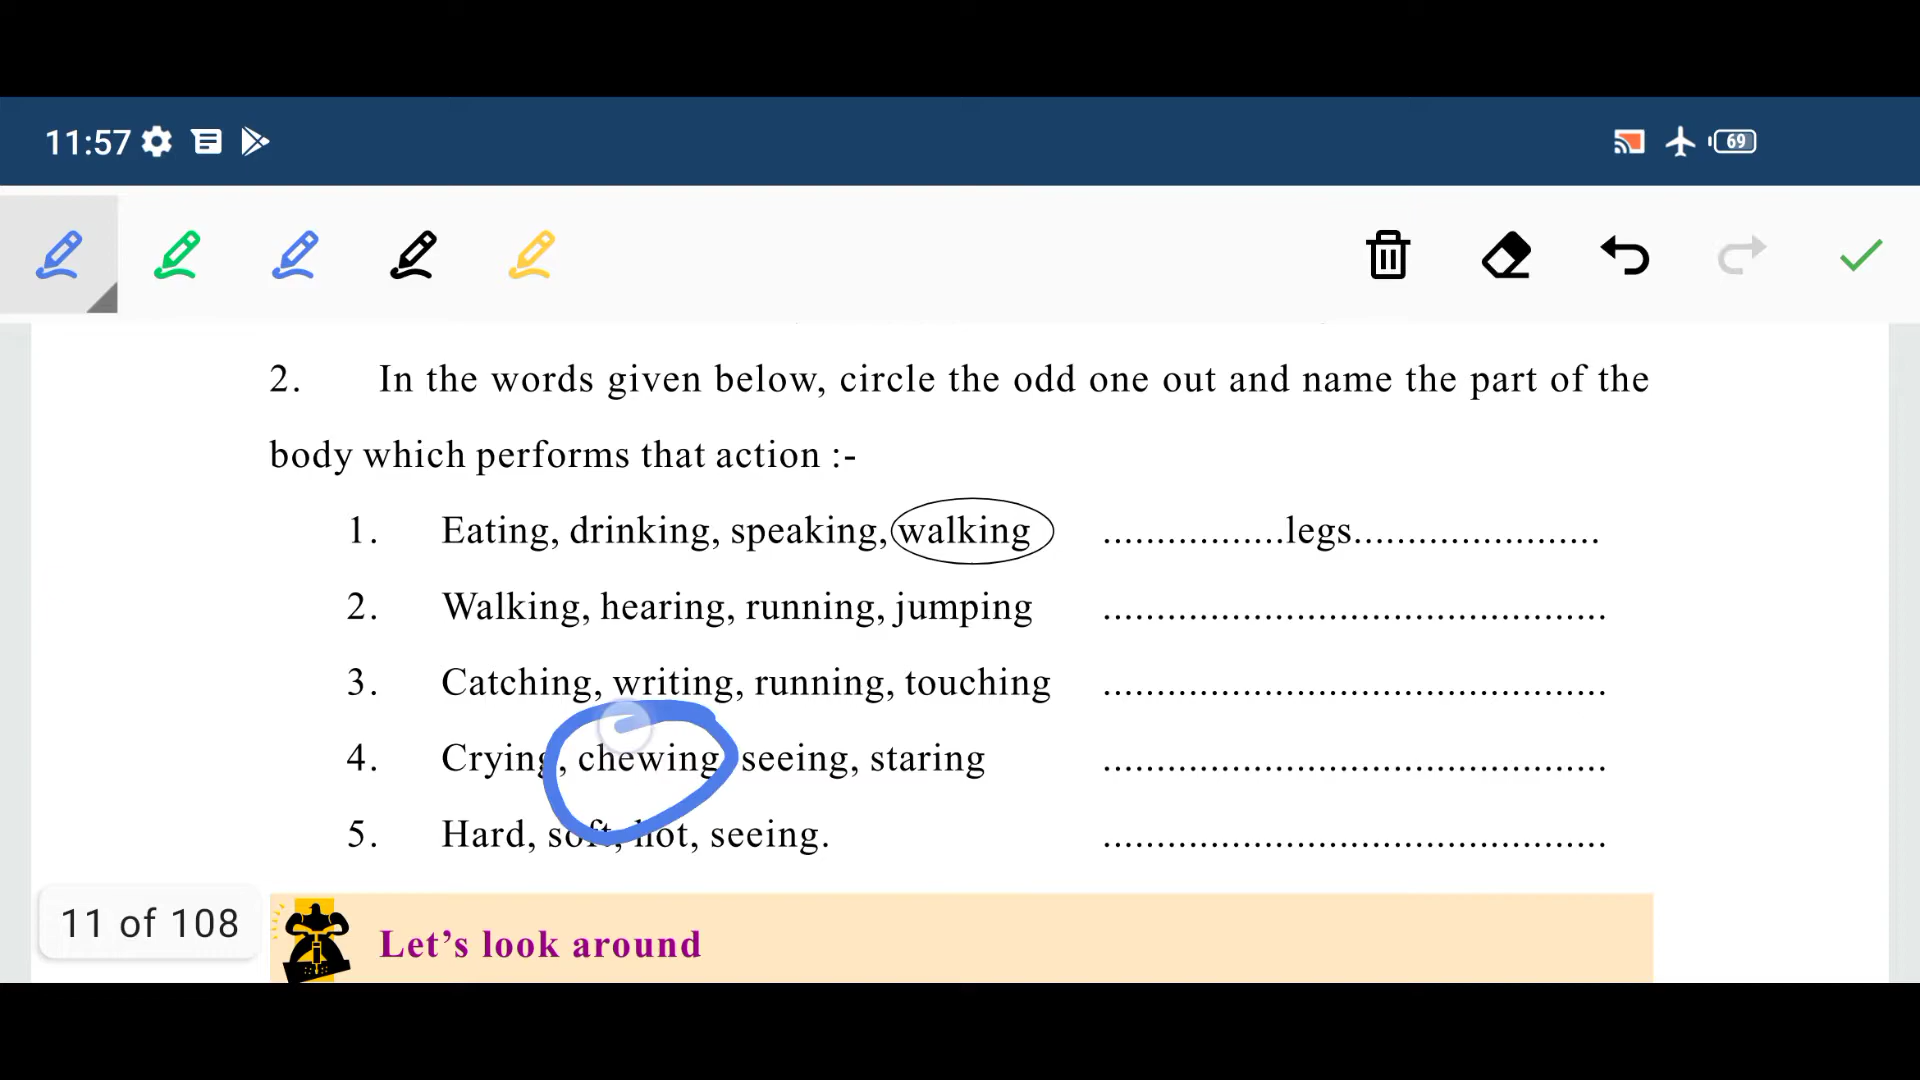 11:57 69
2. In the words given below, circle the odd one out and name the part of the
body which performs that action :-
1. Eating, drinking, speaking, walking .................legs.......................
2. Walking, hearing, running, jumping ...............................................
3. Catching, writing, running, touching ...............................................
4. Crying, chewing, seeing, staring ...............................................
5. Hard, soft, hot, seeing. ...............................................
11 of 108
Let's look around